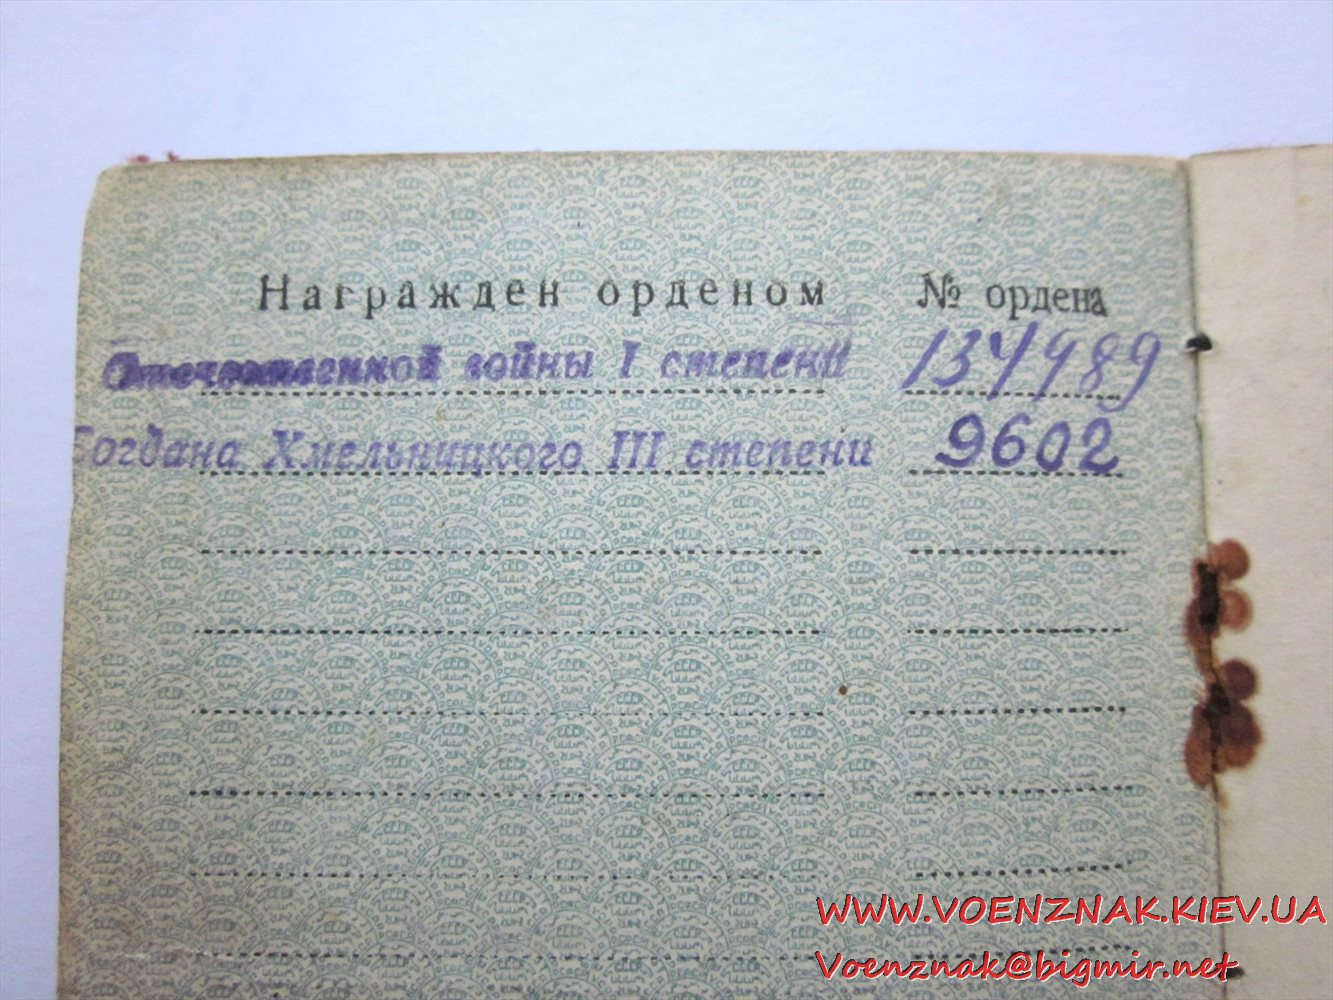 Награжден орденом № ордена
Отечественной войны I степени 134989
Богдана Хмельницкого III степени 9602
WWW.VOENZNAK.KIEV.UA
Voenznak@bigmir.net